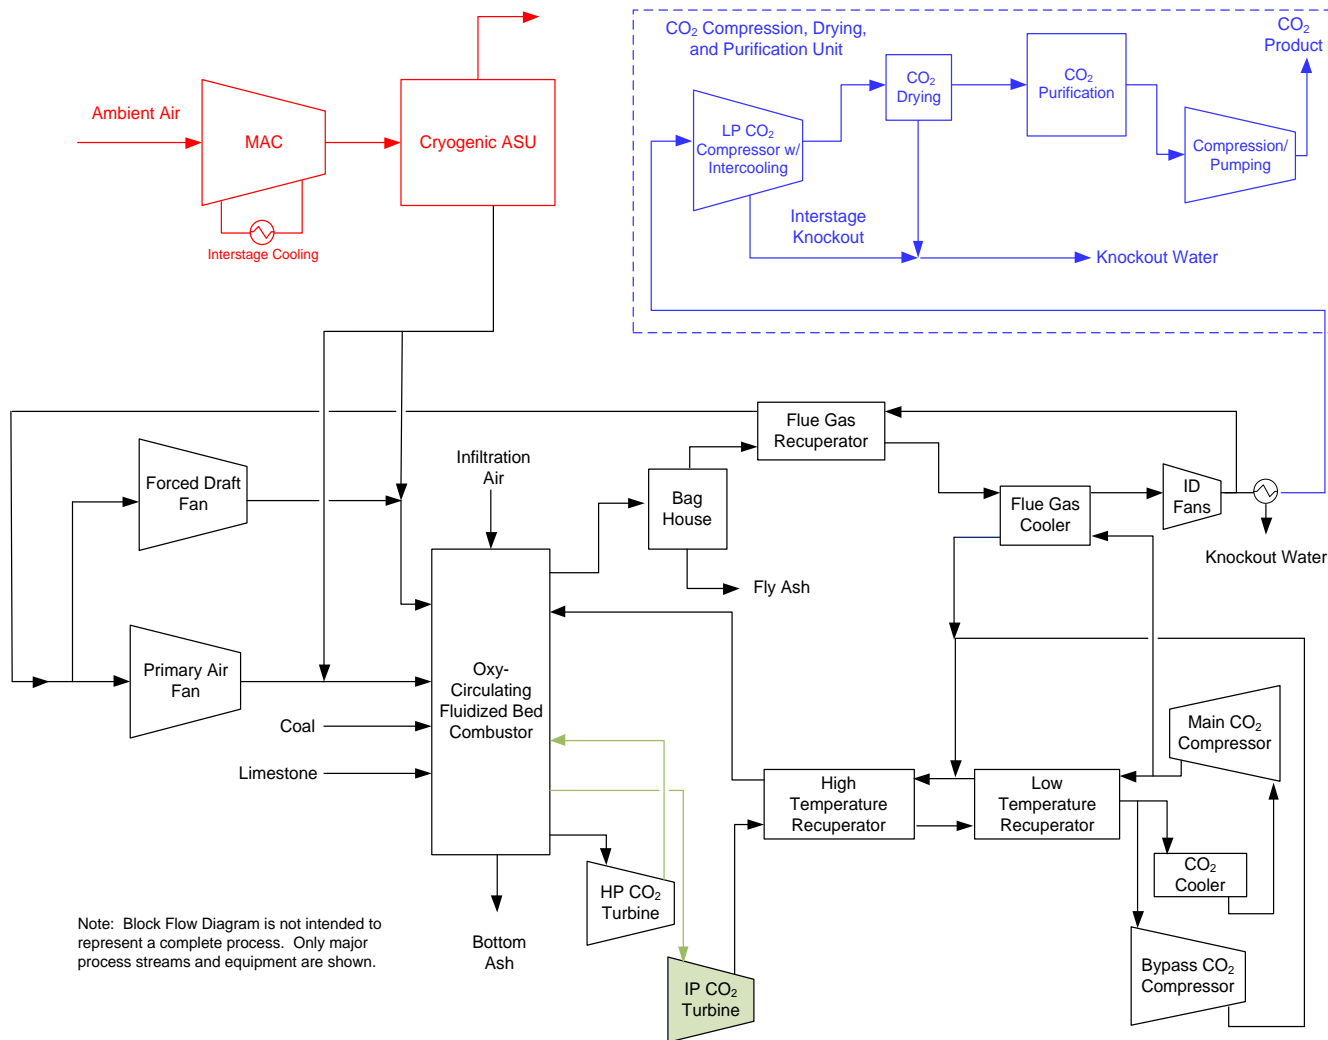 CO₂ Compression, Drying,
and Purification Unit
CO₂
Product
Ambient Air
MAC
Cryogenic ASU
Interstage Cooling
LP CO₂
Compressor w/
Intercooling
CO₂
Drying
CO₂
Purification
Compression/
Pumping
Interstage
Knockout
Knockout Water
Forced Draft
Fan
Infiltration
Air
Flue Gas
Recuperator
Bag
House
Flue Gas
Cooler
ID
Fans
Knockout Water
Fly Ash
Primary Air
Fan
Oxy-
Circulating
Fluidized Bed
Combustor
Coal
Limestone
Main CO₂
Compressor
High
Temperature
Recuperator
Low
Temperature
Recuperator
CO₂
Cooler
HP CO₂
Turbine
Bottom
Ash
IP CO₂
Turbine
Bypass CO₂
Compressor
Note:  Block Flow Diagram is not intended to
represent a complete process.  Only major
process streams and equipment are shown.